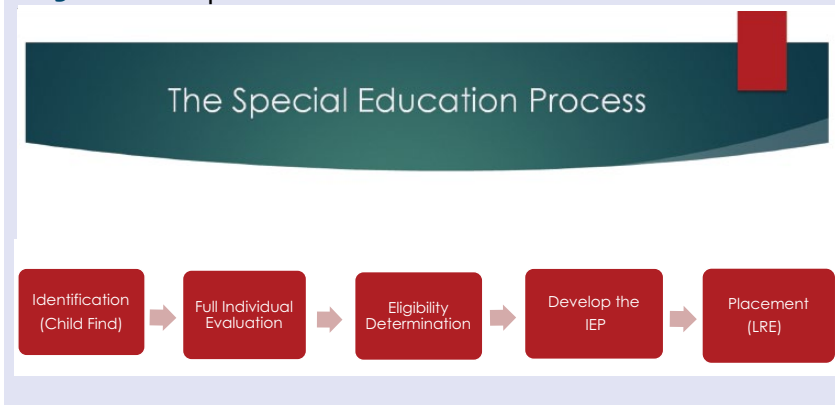 The Special Education Process
Identification
(Child Find)
Full Individual
Evaluation
Eligibility
Determination
Develop the
IEP
Placement
(LRE)